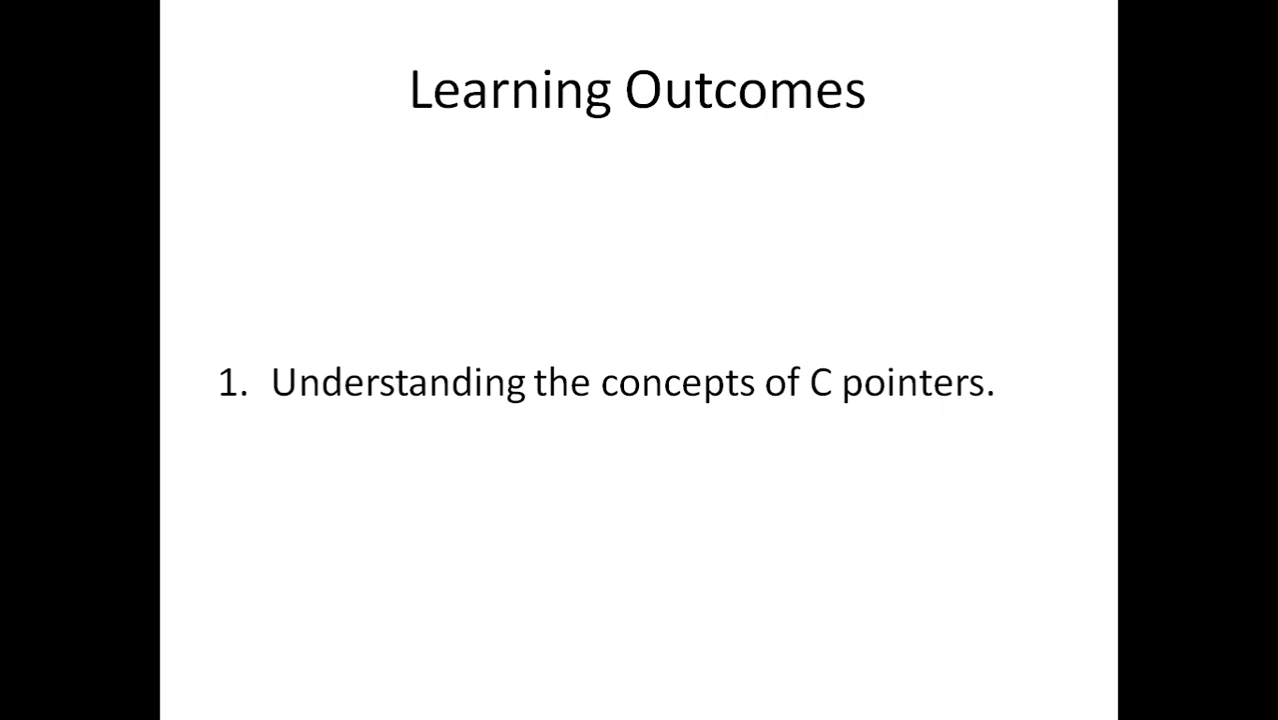 Learning Outcomes
1. Understanding the concepts of C pointers.